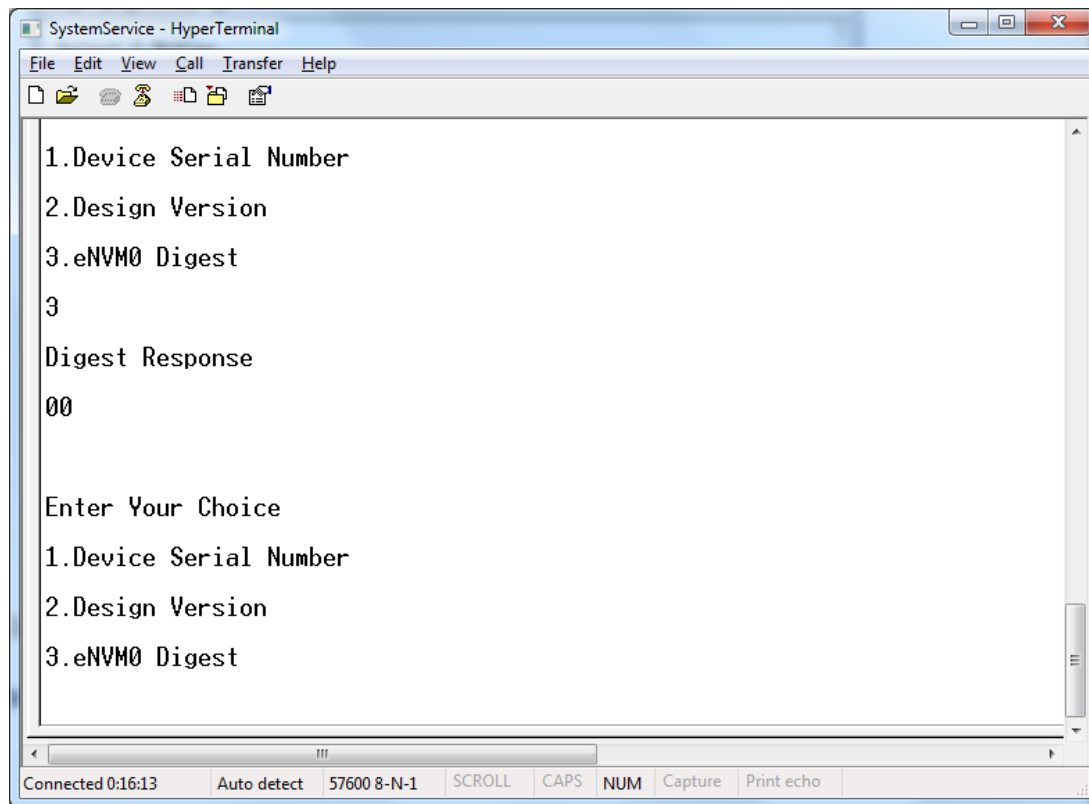 SystemService - HyperTerminal
File Edit View Call Transfer Help
1.Device Serial Number
2.Design Version
3.eNVM0 Digest
3
Digest Response
00
Enter Your Choice
1.Device Serial Number
2.Design Version
3.eNVM0 Digest
Connected 0:16:13 Auto detect 57600 8-N-1 SCROLL CAPS NUM Capture Print echo